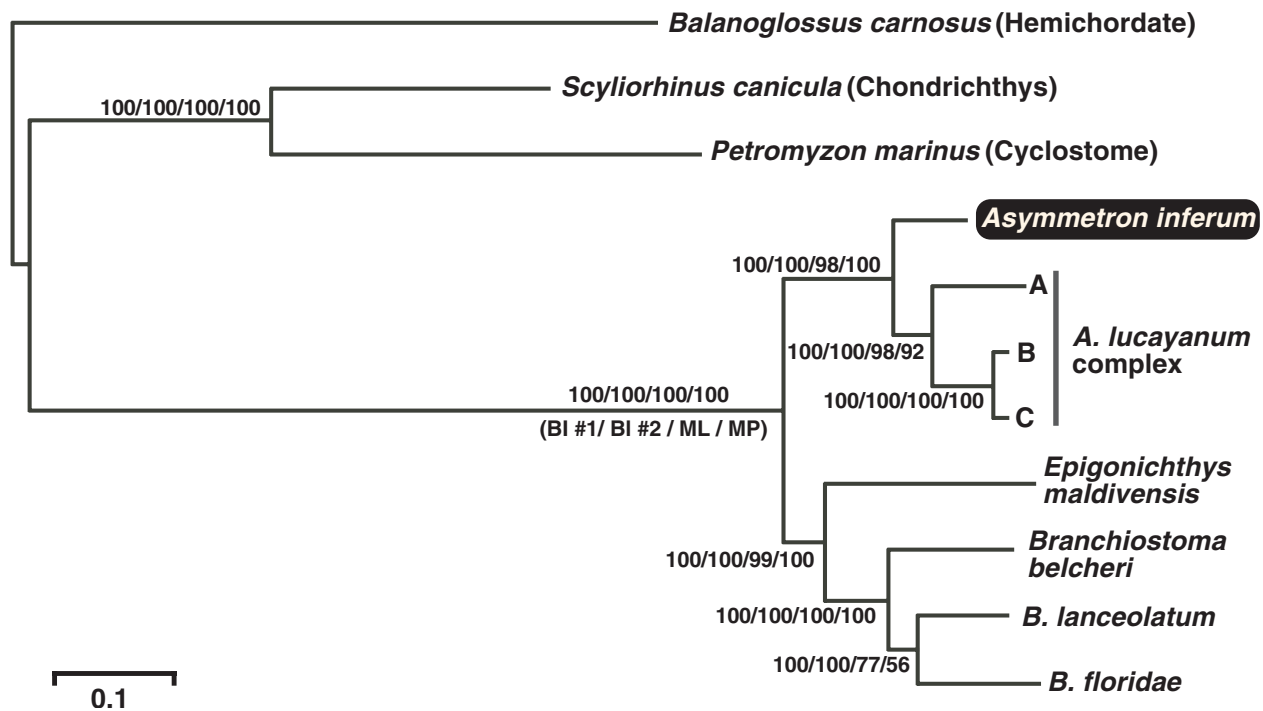 Balanoglossus carnosus (Hemichordate)
100/100/100/100
Scyliorhinus canicula (Chondrichthys)
Petromyzon marinus (Cyclostome)
Asymmetron inferum
100/100/98/100
A
A. lucayanum
complex
100/100/98/92
B
100/100/100/100
C
100/100/100/100
(BI #1/ BI #2 / ML / MP)
Epigonichthys
maldivensis
100/100/99/100
Branchiostoma
belcheri
100/100/100/100
B. lanceolatum
100/100/77/56
B. floridae
0.1